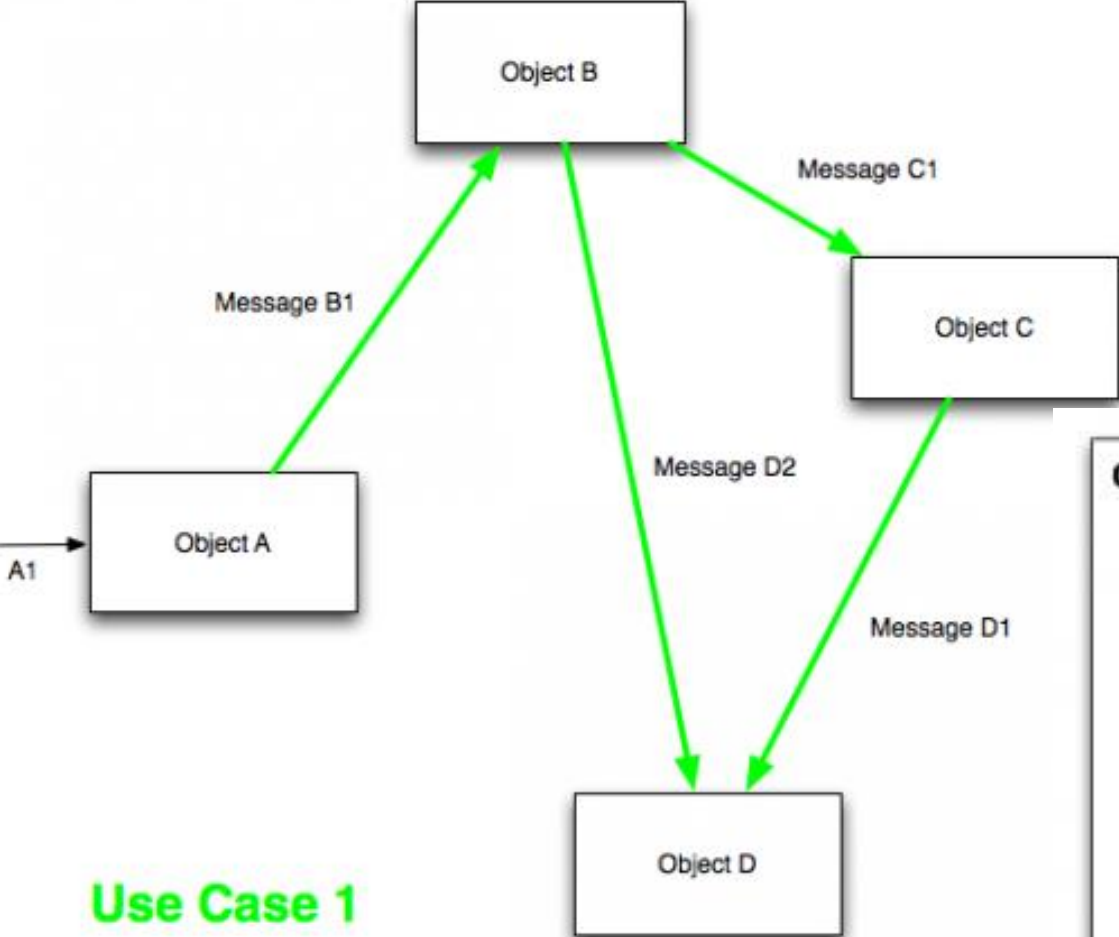 Object B
Message C1
Message B1
Object C
Message D2
Object A
A1
Message D1
Object D
Use Case 1